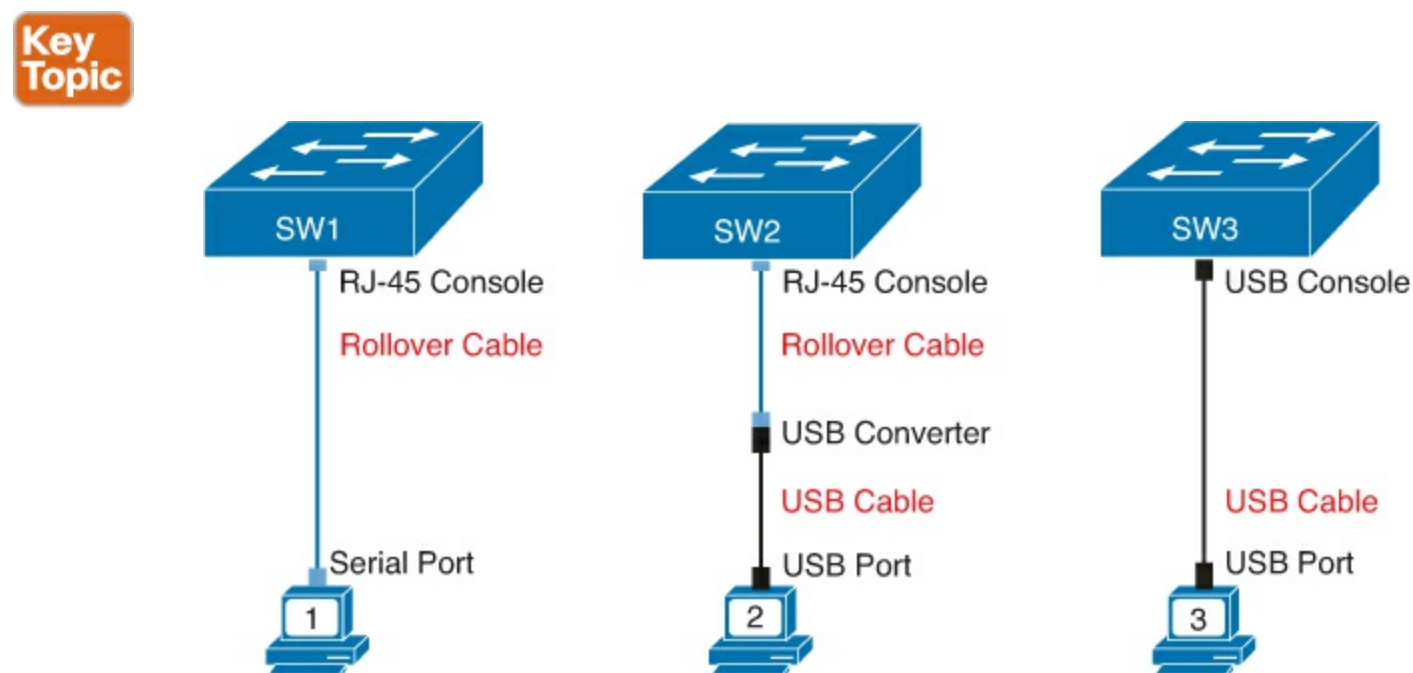 Key
Topic
SW1
SW2
SW3
RJ-45 Console
RJ-45 Console
USB Console
Rollover Cable
Rollover Cable
USB Converter
USB Cable
USB Cable
Serial Port
USB Port
USB Port
1
2
3